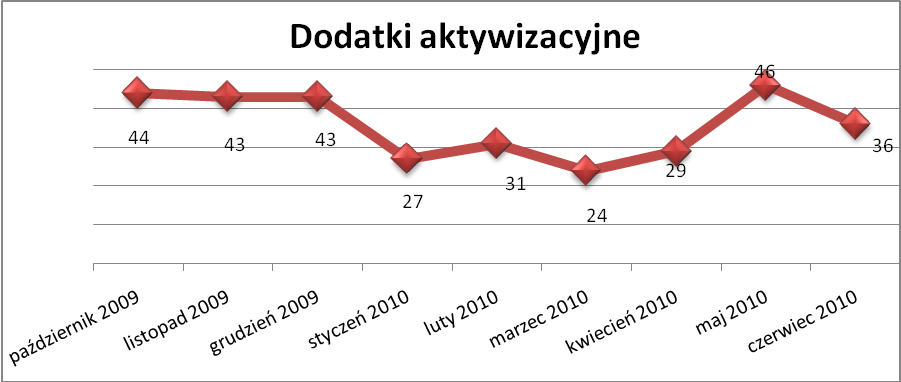 Dodatki aktywizacyjne
44
43
43
27
31
24
29
46
36
październik 2009
listopad 2009
grudzień 2009
styczeń 2010
luty 2010
marzec 2010
kwiecień 2010
maj 2010
czerwiec 2010